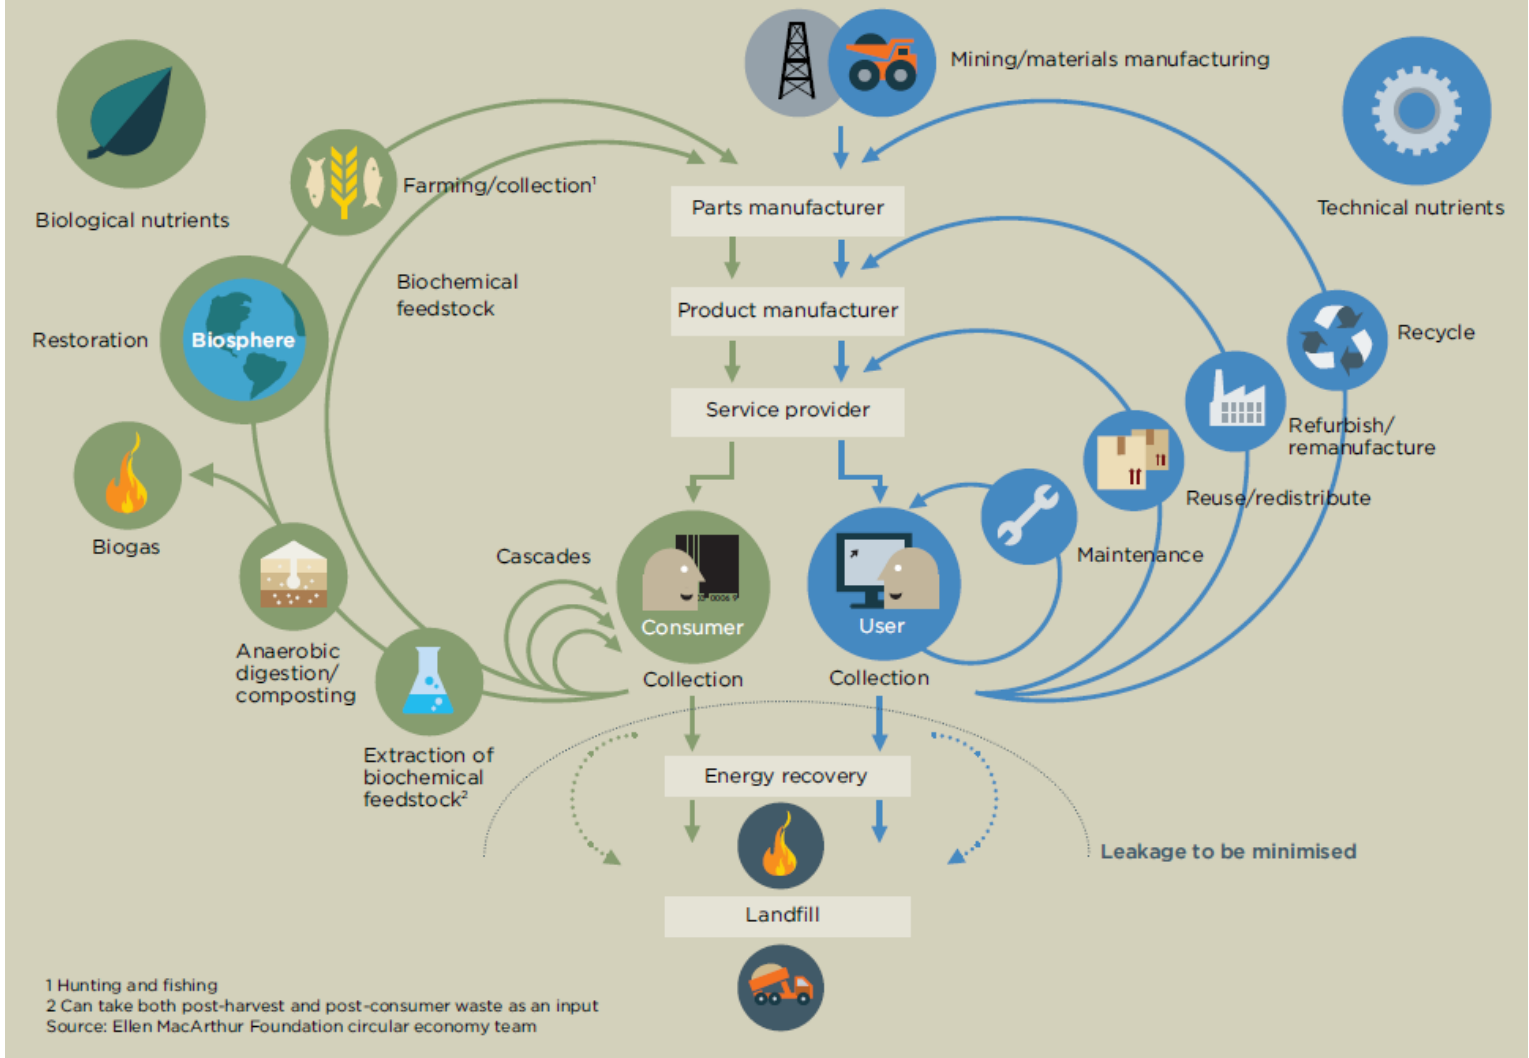 Mining/materials manufacturing
Biological nutrients
Technical nutrients
Farming/collection¹
Parts manufacturer
Biochemical
feedstock
Restoration
Biosphere
Product manufacturer
Recycle
Service provider
Refurbish/
remanufacture
Reuse/redistribute
Biogas
Cascades
Maintenance
Consumer
User
Anaerobic
digestion/
composting
Collection
Collection
Extraction of
biochemical
feedstock²
Energy recovery
Leakage to be minimised
Landfill
1 Hunting and fishing
2 Can take both post-harvest and post-consumer waste as an input
Source: Ellen MacArthur Foundation circular economy team